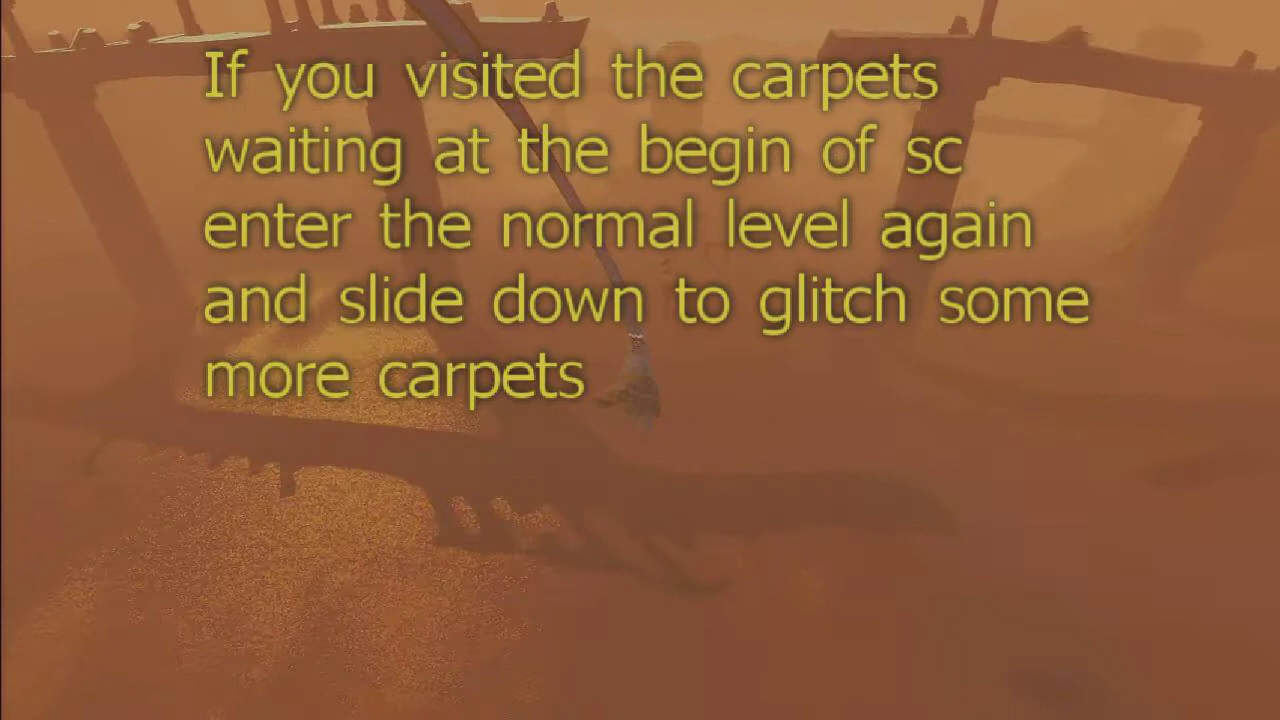 If you visited the carpets
waiting at the begin of sc
enter the normal level again
and slide down to glitch some
more carpets